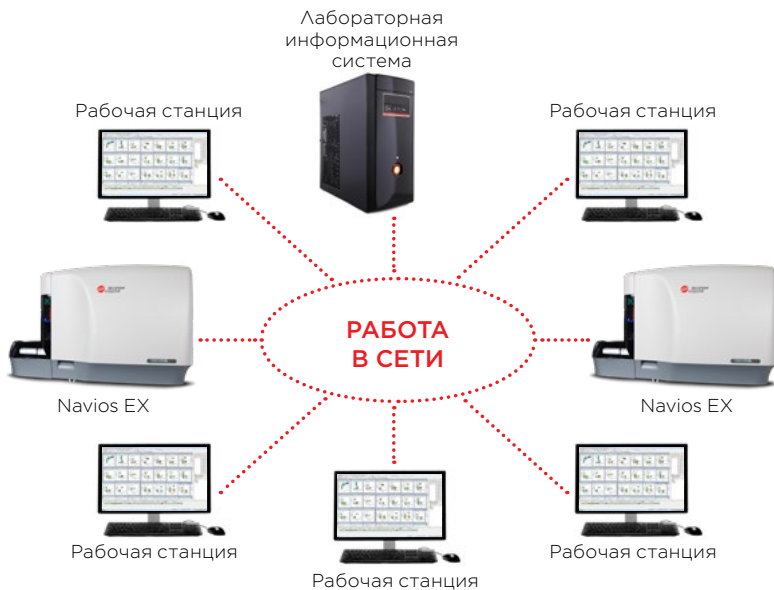 Лабораторная
информационная
система
Рабочая станция
Рабочая станция
РАБОТА
В СЕТИ
Navios EX
Navios EX
Рабочая станция
Рабочая станция
Рабочая станция